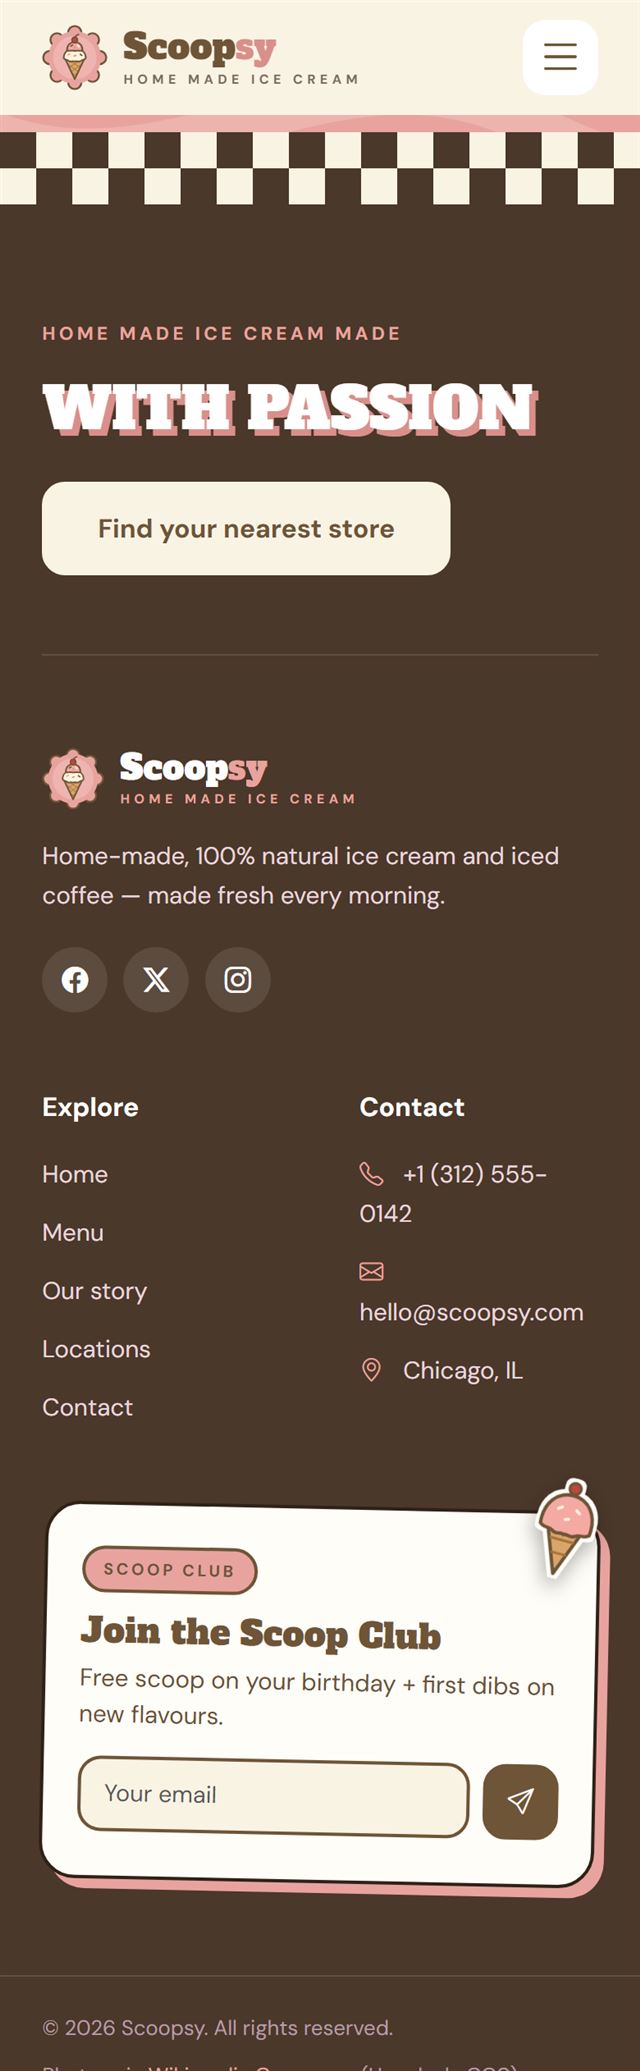 Scoopsy
HOME MADE ICE CREAM
HOME MADE ICE CREAM MADE
WITH PASSION
Find your nearest store
Scoopsy
HOME MADE ICE CREAM
Home-made, 100% natural ice cream and iced
coffee — made fresh every morning.
Explore
Home
Menu
Our story
Locations
Contact
Contact
+1 (312) 555-
0142
hello@scoopsy.com
Chicago, IL
SCOOP CLUB
Join the Scoop Club
Free scoop on your birthday + first dibs on
new flavours.
Your email
© 2026 Scoopsy. All rights reserved.